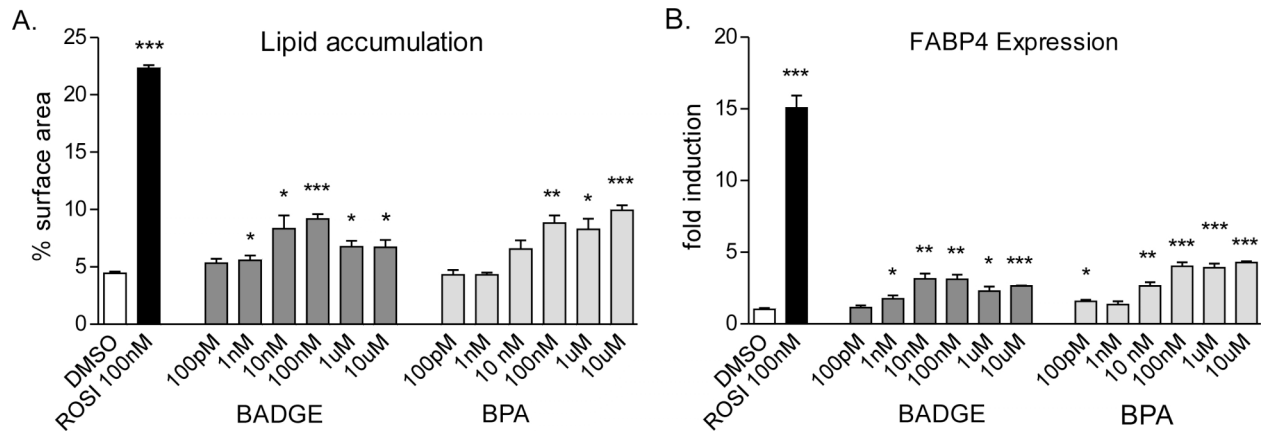 A.
Lipid accumulation
% surface area
25
20
15
10
5
0
***
*
*
***
*
*
**
*
***
DMSO
ROSI 100nM
100pM
1nM
10nM
100nM
1uM
10uM
100pM
1nM
10 nM
100nM
1uM
10uM
BADGE
BPA
B.
FABP4 Expression
fold induction
20
15
10
5
0
***
*
**
**
*
***
*
**
***
***
***
DMSO
ROSI 100nM
100pM
1nM
10nM
100nM
1uM
10uM
100pM
1nM
10 nM
100nM
1uM
10uM
BADGE
BPA